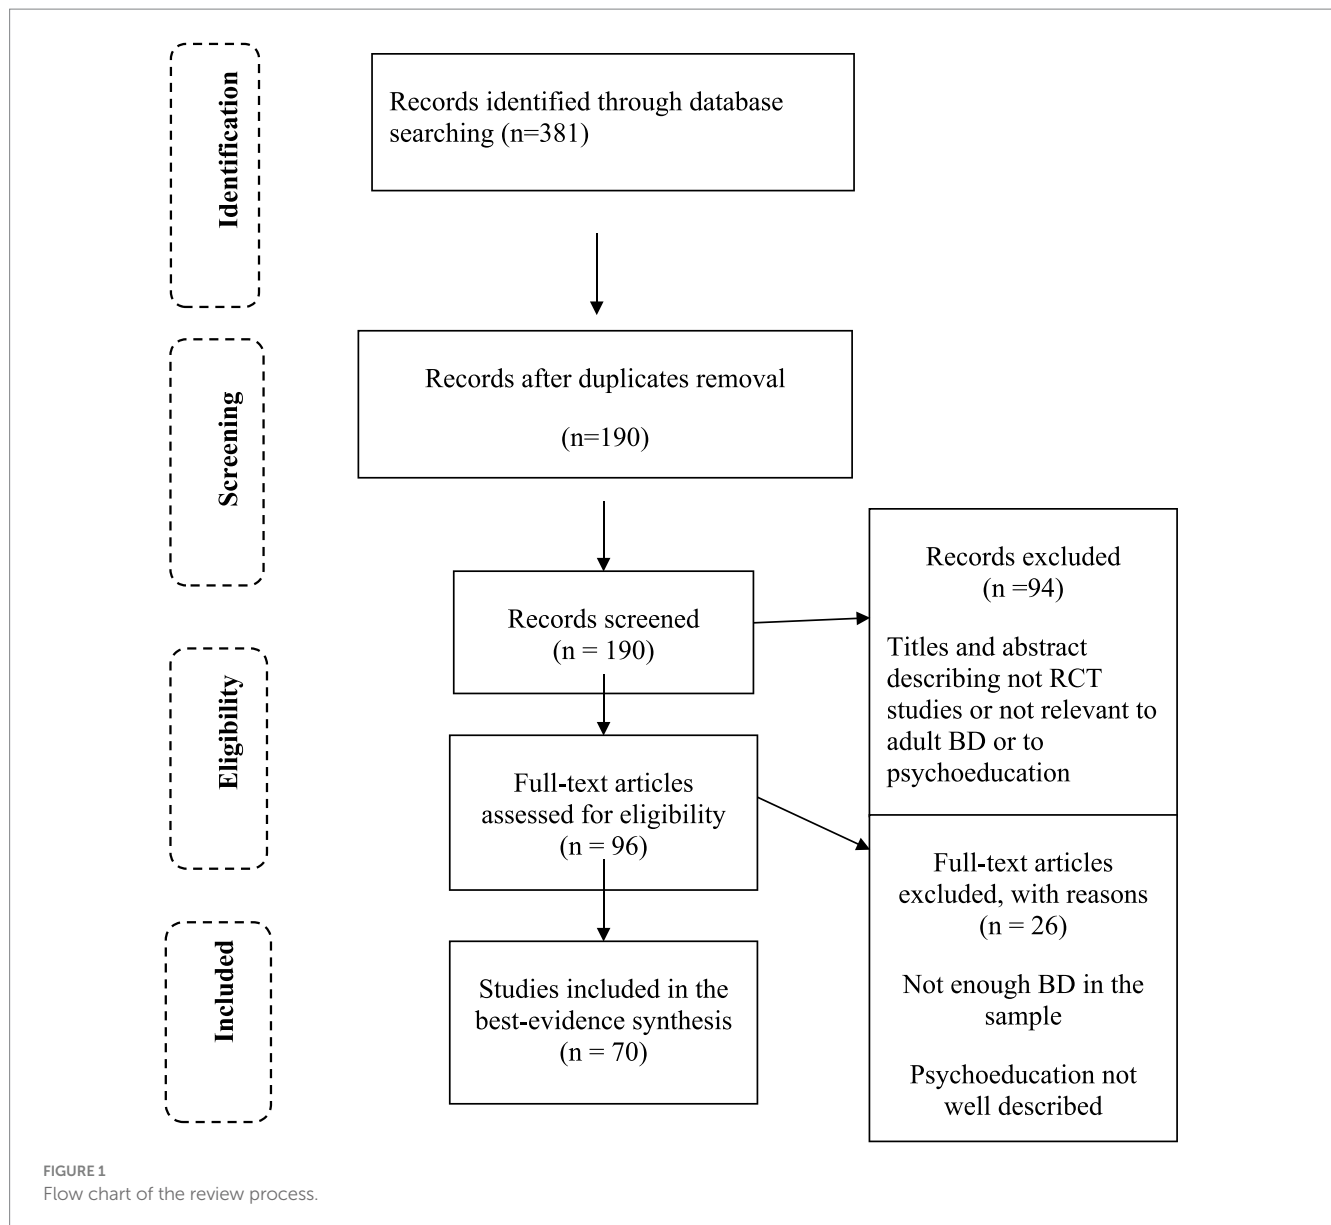 Identification
Records identified through database
searching (n=381)
Screening
Records after duplicates removal
(n=190)
Records screened
(n = 190)
Records excluded
(n =94)
Titles and abstract
describing not RCT
studies or not relevant to
adult BD or to
psychoeducation
Eligibility
Full-text articles
assessed for eligibility
(n = 96)
Full-text articles
excluded, with reasons
(n = 26)
Not enough BD in the
sample
Psychoeducation not
well described
Included
Studies included in the
best-evidence synthesis
(n = 70)
FIGURE 1
Flow chart of the review process.